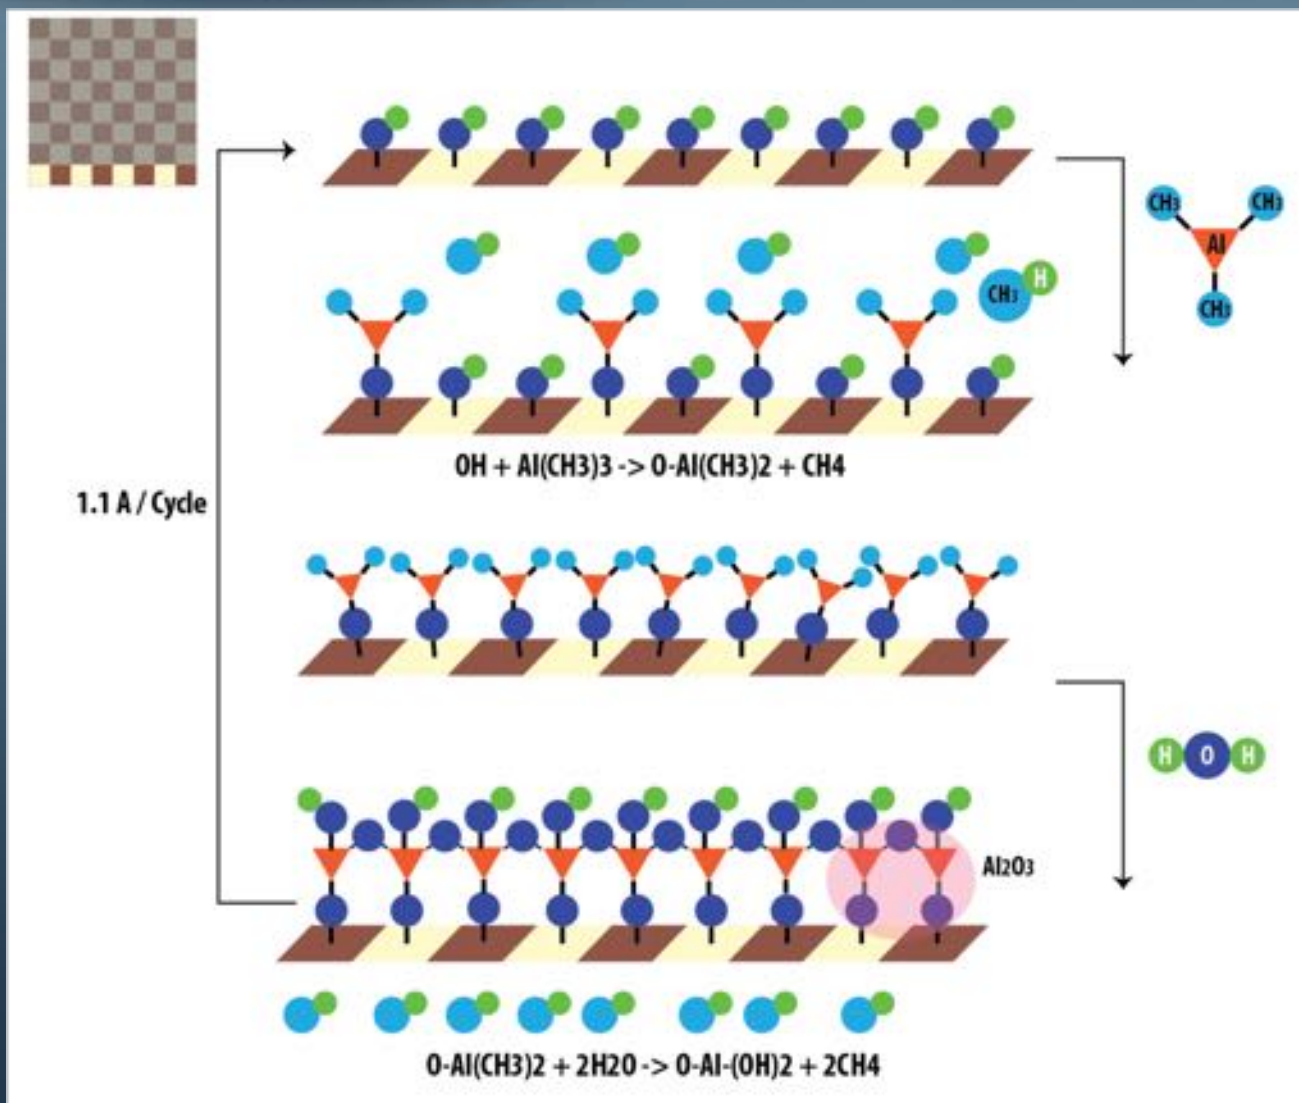 CH3 CH3
Al
CH3
CH3 H
OH + Al(CH3)3 -> O-Al(CH3)2 + CH4
1.1 A / Cycle
H O H
Al2O3
O-Al(CH3)2 + 2H2O -> O-Al-(OH)2 + 2CH4